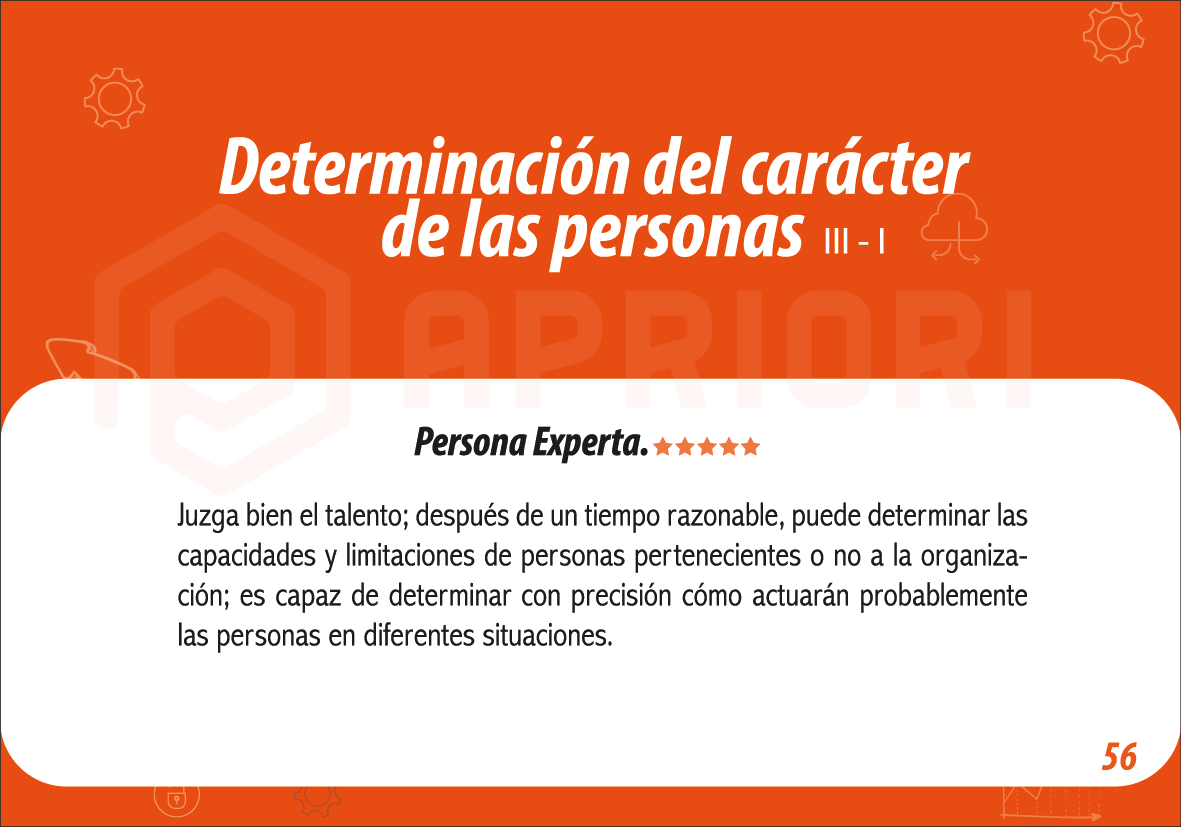 Determinación del carácter
de las personas III - I
APRIORI
Persona Experta.
Juzga bien el talento; después de un tiempo razonable, puede determinar las
capacidades y limitaciones de personas pertenecientes o no a la organiza-
ción; es capaz de determinar con precisión cómo actuarán probablemente
las personas en diferentes situaciones.
56